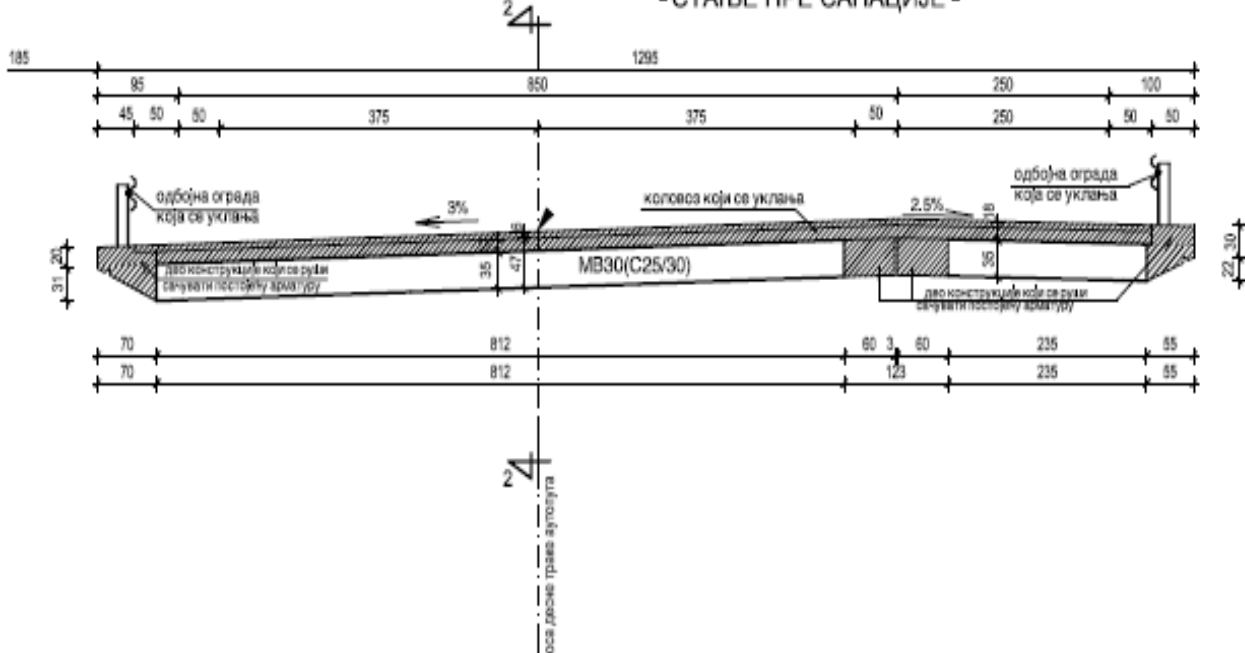 - СТАЊЕ ПРЕ САНАЦИЈЕ -
2
185 1295
95 850 250 100
45 50 50 375 375 50 250 50 50
одбојна ограда
која се уклања
3%
коловоз који се уклања
2.5%
18
одбојна ограда
која се уклања
20
31
део конструкције који се руши
сачувати постојећу арматуру
35
47
МВ30(С25/30)
35
део конструкције који се руши
сачувати постојећу арматуру
30
22
70 812 60 3 60 235 55
70 812 123 235 55
2
оса десне траке аутопута